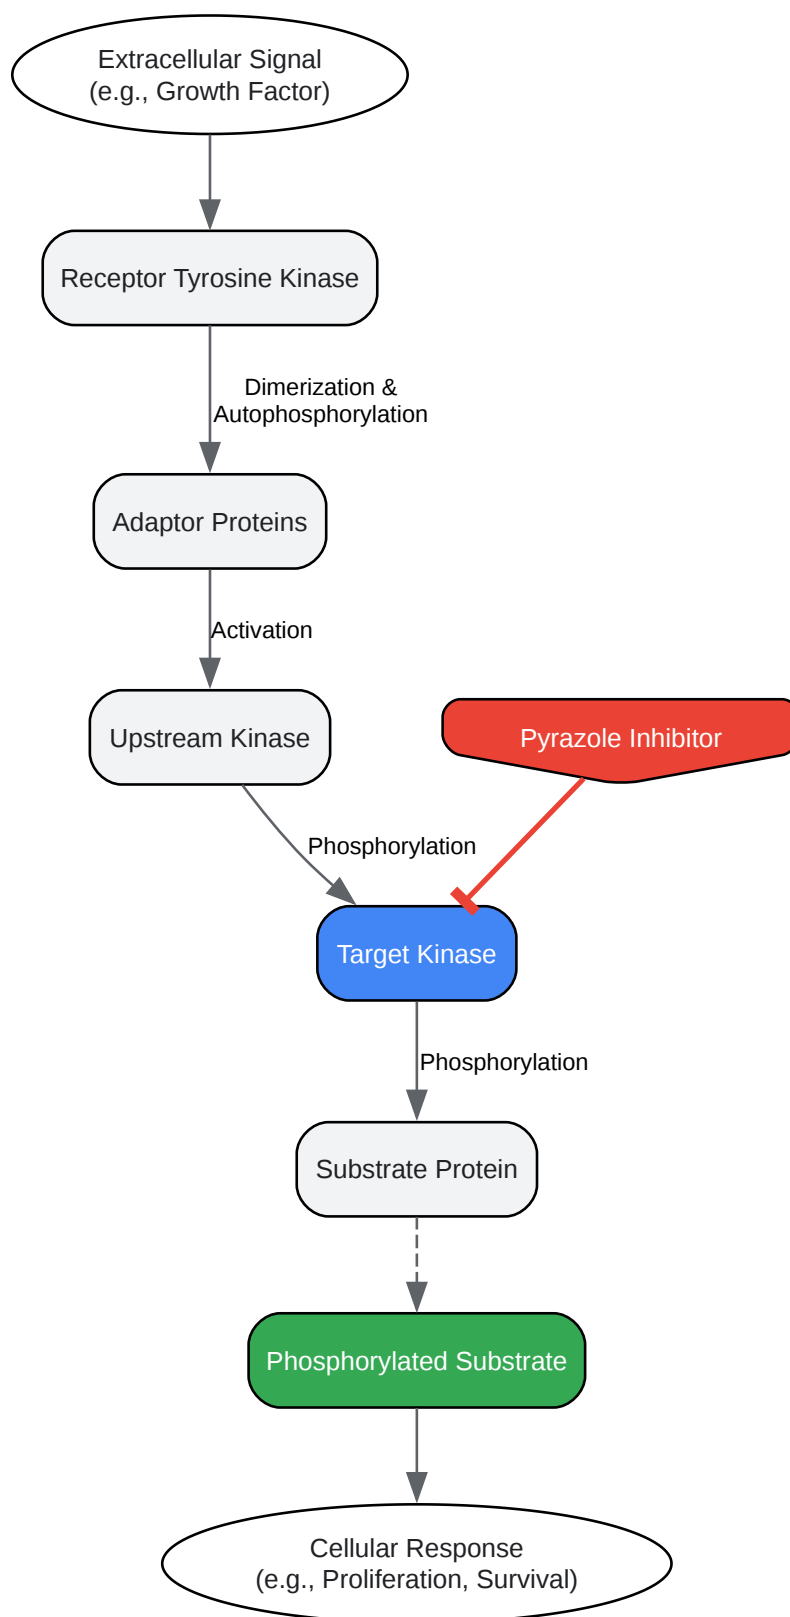 Extracellular Signal
(e.g., Growth Factor)
Receptor Tyrosine Kinase
Dimerization &
Autophosphorylation
Adaptor Proteins
Activation
Upstream Kinase
Pyrazole Inhibitor
Phosphorylation
Target Kinase
Phosphorylation
Substrate Protein
Phosphorylated Substrate
Cellular Response
(e.g., Proliferation, Survival)